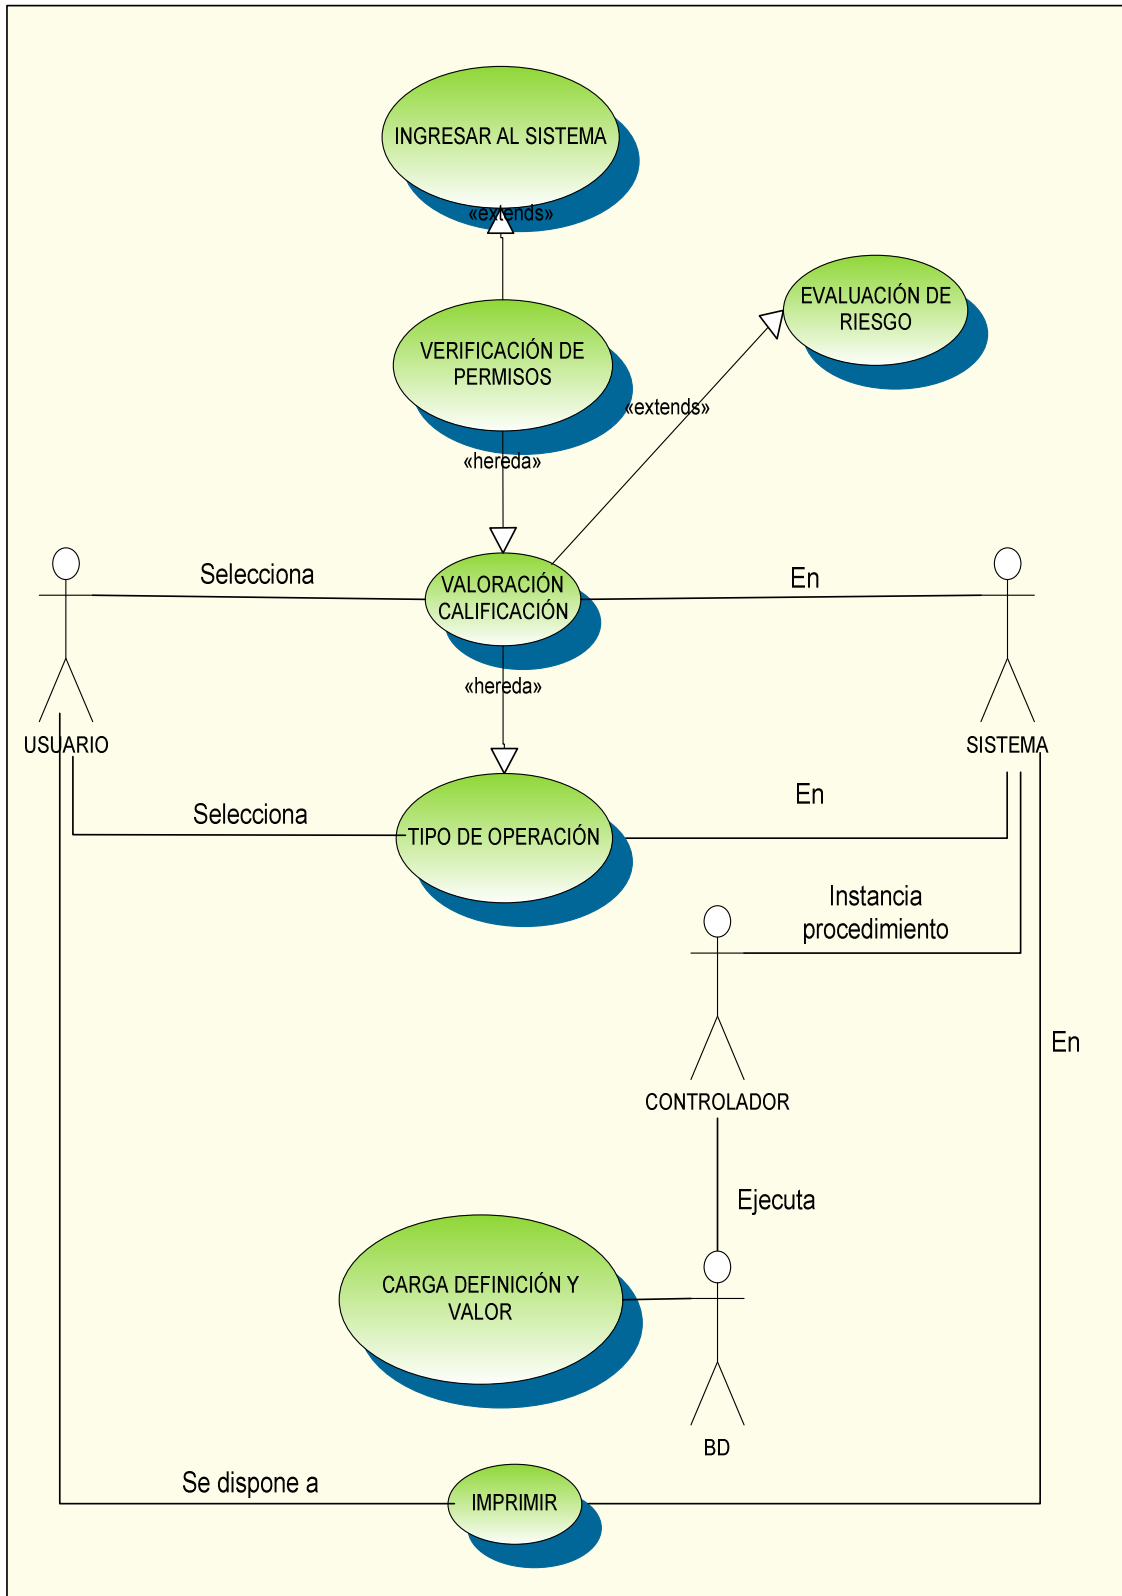 INGRESAR AL SISTEMA
«extends»
EVALUACIÓN DE
RIESGO
VERIFICACIÓN DE
PERMISOS
«extends»
«hereda»
Selecciona
VALORACIÓN
CALIFICACIÓN
En
«hereda»
USUARIO
SISTEMA
Selecciona
TIPO DE OPERACIÓN
En
Instancia
procedimiento
En
CONTROLADOR
Ejecuta
CARGA DEFINICIÓN Y
VALOR
BD
Se dispone a
IMPRIMIR